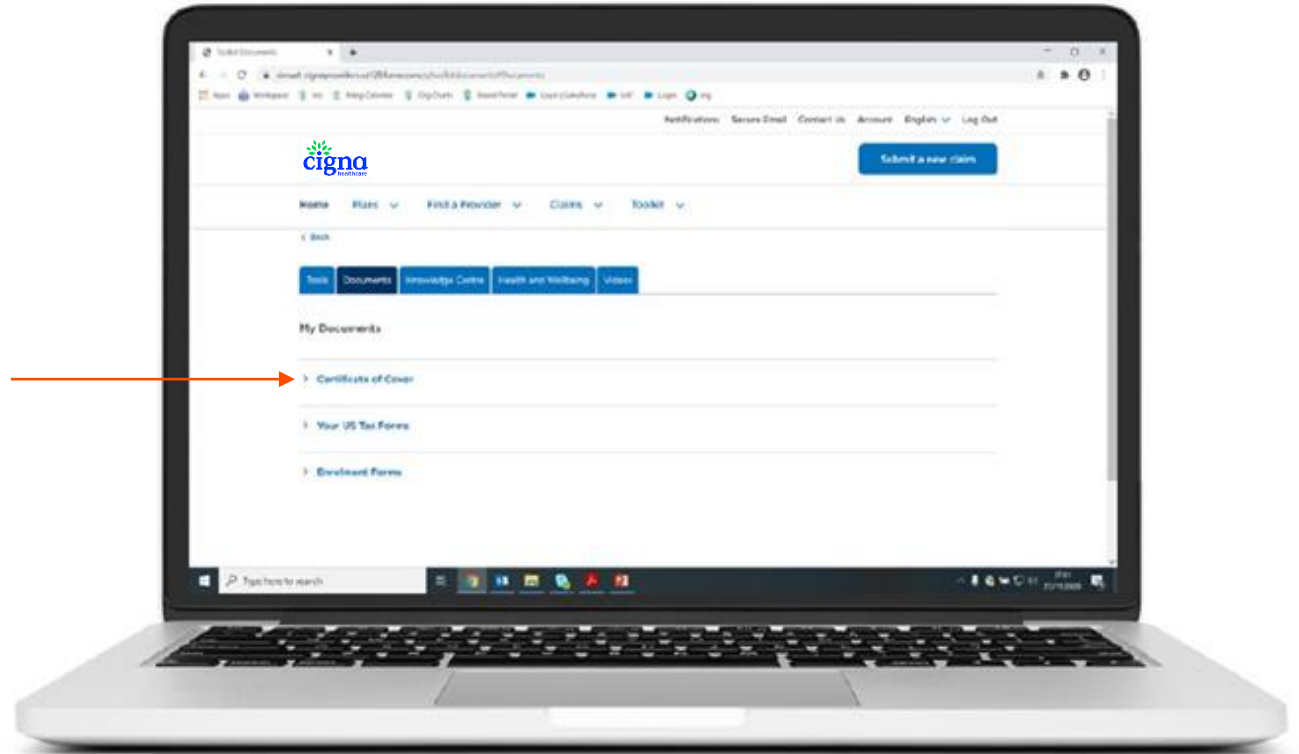 Toolkit Documents
Notifications Secure Email Contact Us Account English Log Out
cigna
healthcare
Submit a new claim
Home Plans Find a Provider Claims Toolkit
< Back
Tools Documents Knowledge Centre Health and Wellbeing Videos
My Documents
> Certificate of Cover
> Your US Tax Forms
> Enrolment Forms
Type here to search